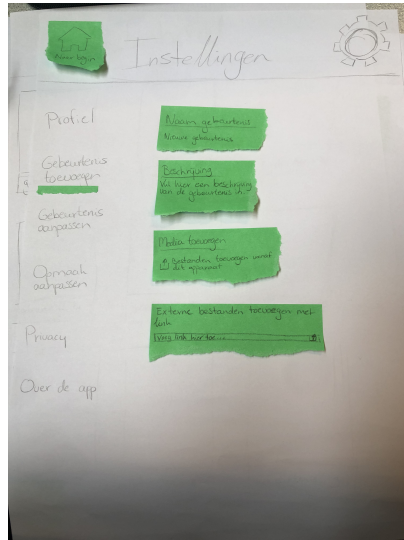 Instellingen
Profiel
Gebeurtenis
toevoegen
Gebeurtenis
aanpassen
Opmaak
aanpassen
Privacy
Over de app
Naam gebeurtenis
Nieuwe gebeurtenis
Beschrijving
Vul hier een beschrijving
van de gebeurtenis in.
Media toevoegen
Bestanden toevoegen vanaf
dit apparaat
Externe bestanden toevoegen met
link
Voeg link hier toe...